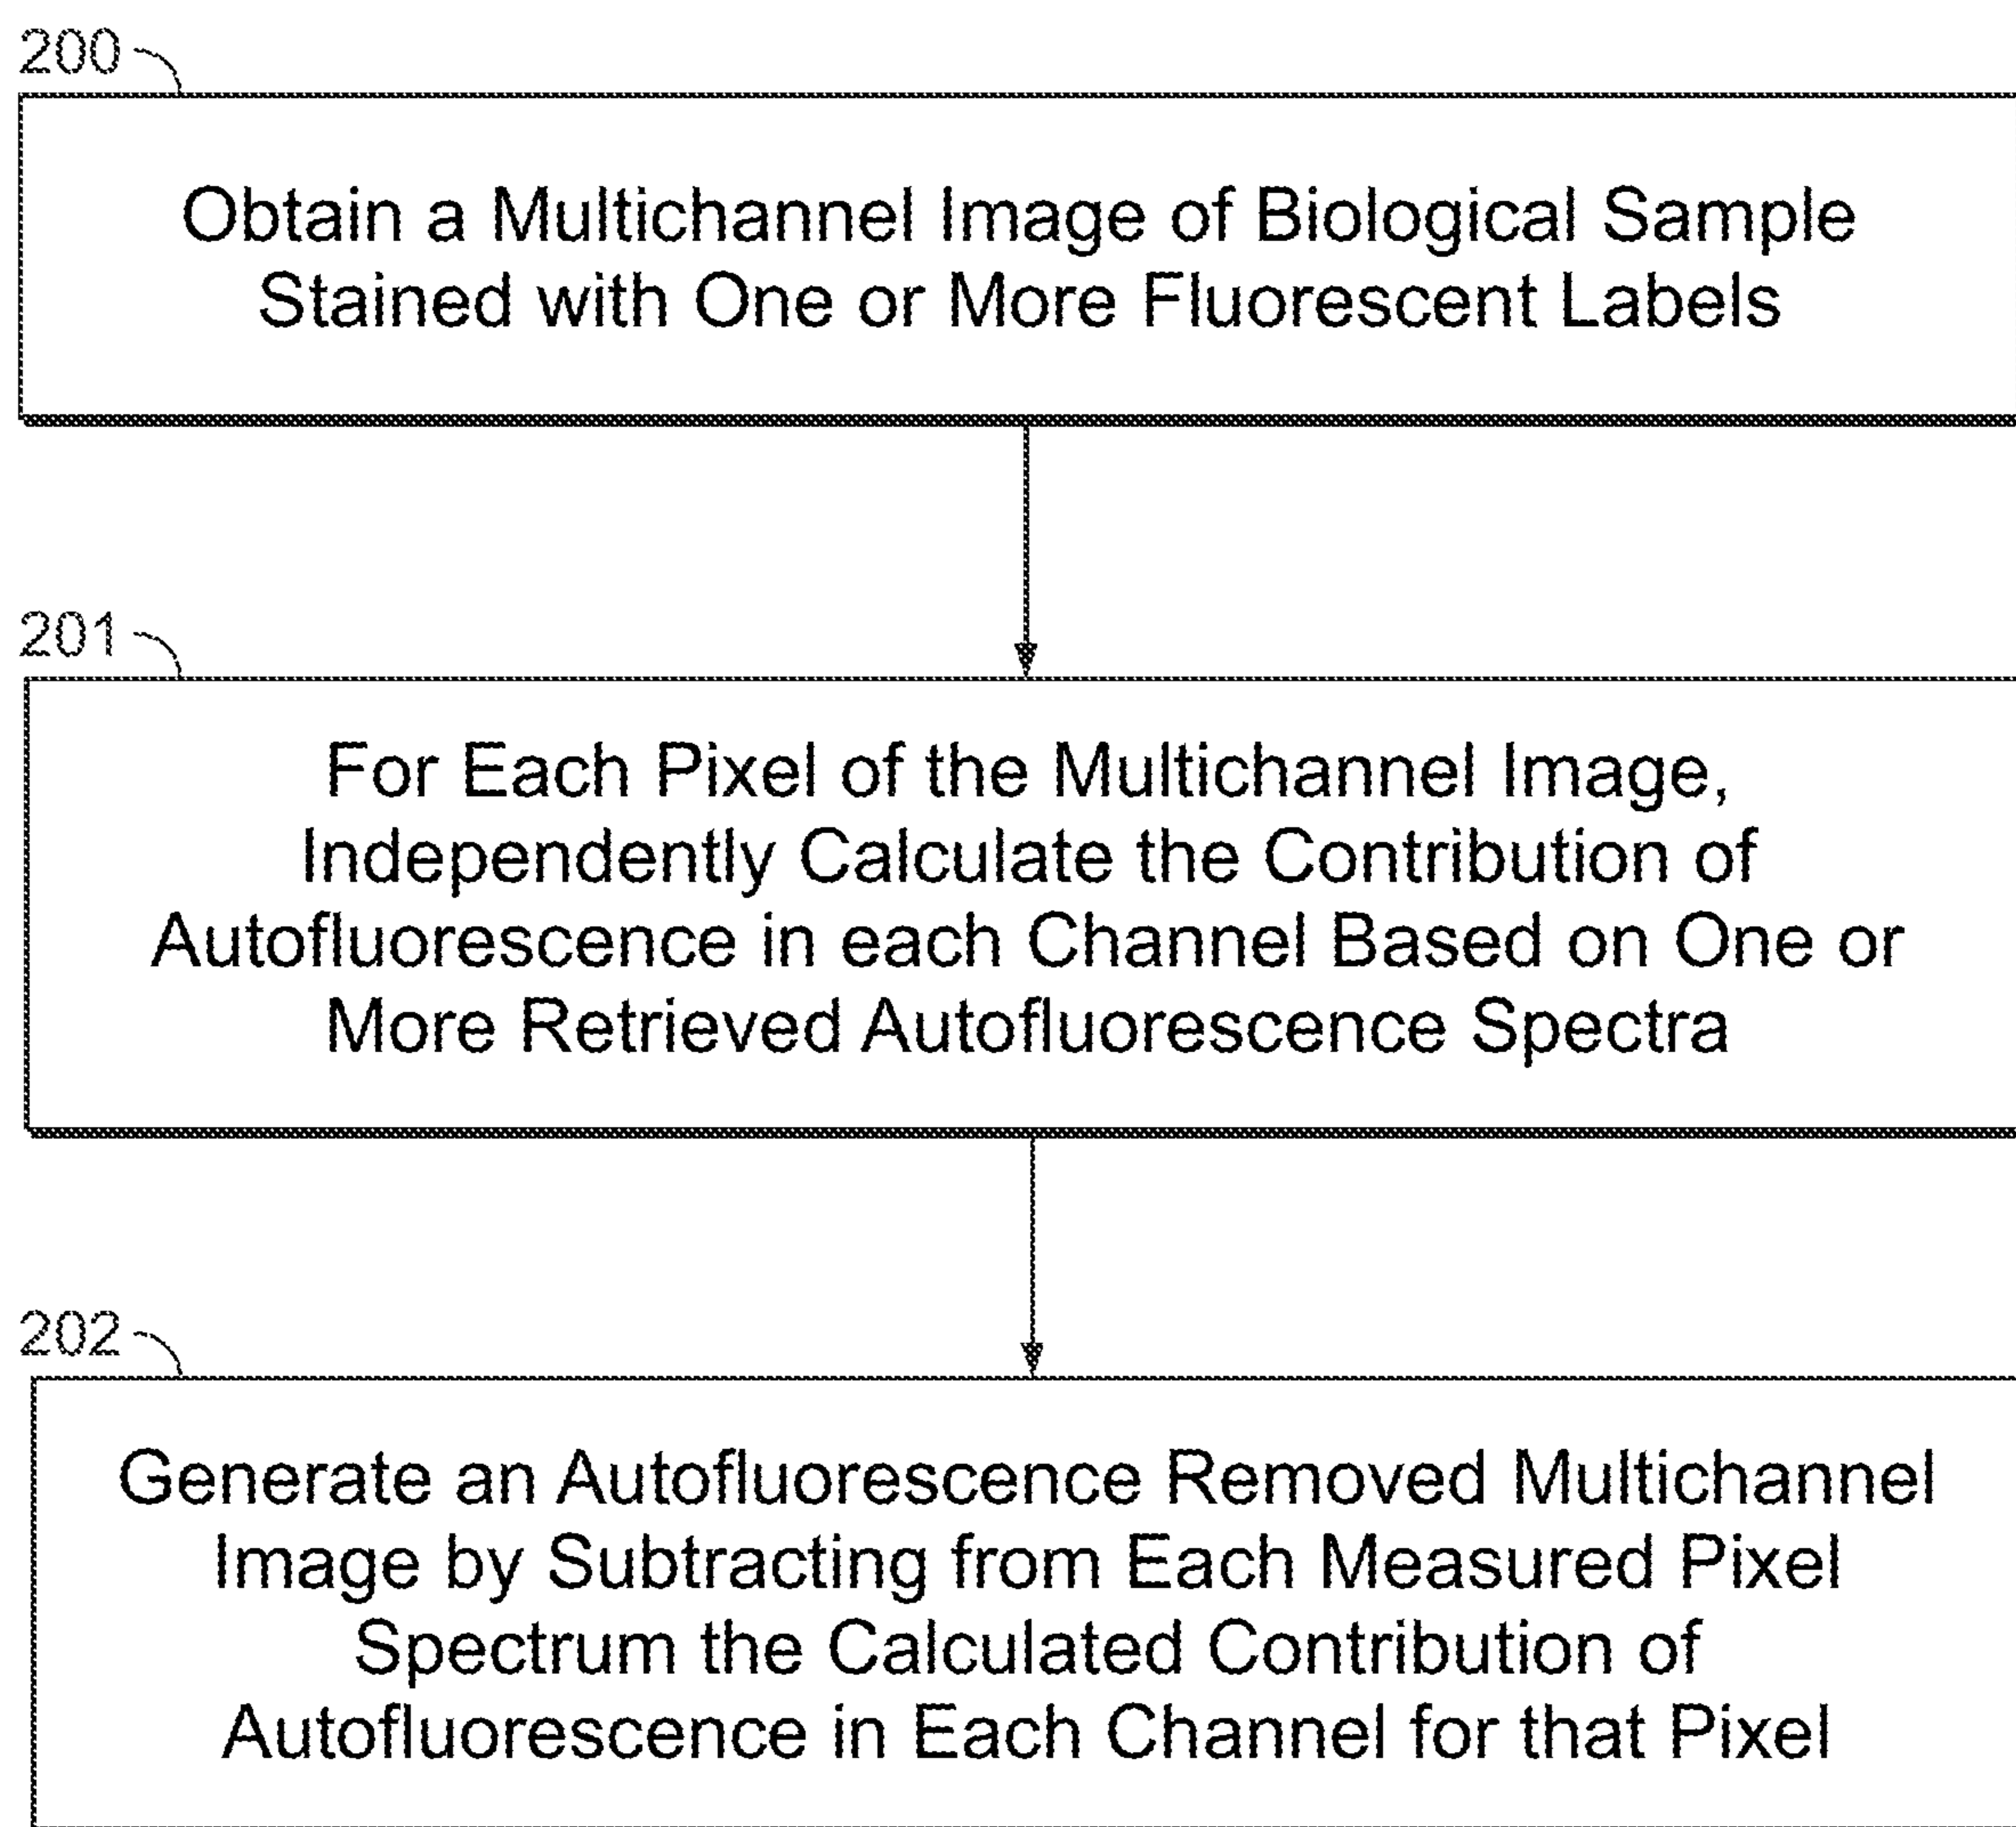 200
Obtain a Multichannel Image of Biological Sample
Stained with One or More Fluorescent Labels
201
For Each Pixel of the Multichannel Image,
Independently Calculate the Contribution of
Autofluorescence in each Channel Based on One or
More Retrieved Autofluorescence Spectra
202
Generate an Autofluorescence Removed Multichannel
Image by Subtracting from Each Measured Pixel
Spectrum the Calculated Contribution of
Autofluorescence in Each Channel for that Pixel